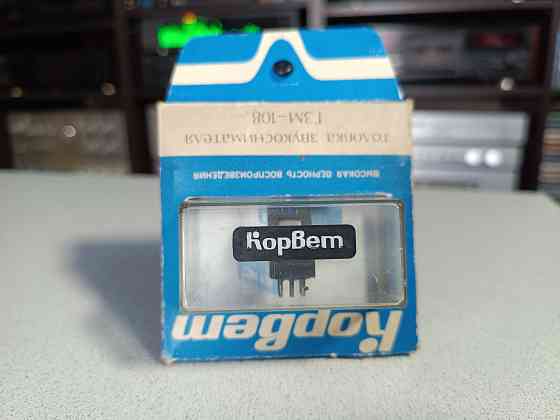 Корвет
Корвет
ВЫСОКАЯ ВЕРНОСТЬ ВОСПРОИЗВЕДЕНИЯ
ГОЛОВКА ЗВУКОСНИМАТЕЛЯ
ГЗМ-108